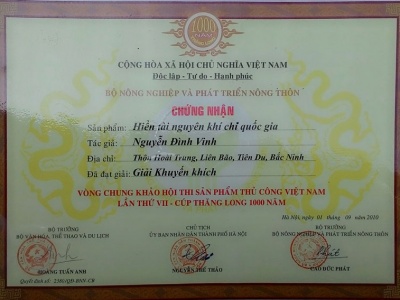 1000
CỘNG HÒA XÃ HỘI CHỦ NGHĨA VIỆT NAM
Độc lập - Tự do - Hạnh phúc
BỘ NÔNG NGHIỆP VÀ PHÁT TRIỂN NÔNG THÔN
CHỨNG NHẬN
Sản phẩm: Hiền tài nguyên khí chi quốc gia
Tác giả: Nguyễn Đình Vinh
Địa chỉ: Thôn Hoài Trung, Liên Bão, Tiên Du, Bắc Ninh
Đã đạt giải: Giải Khuyến khích
VÒNG CHUNG KHẢO HỘI THI SẢN PHẨM THỦ CÔNG VIỆT NAM
LẦN THỨ VII - CÚP THĂNG LONG 1000 NĂM
Hà Nội, ngày 01 09 2010
BỘ TRƯỞNG
BỘ VĂN HÓA, THỂ THAO VÀ DU LỊCH
CHỦ TỊCH
ỦY BAN NHÂN DÂN THÀNH PHỐ HÀ NỘI
BỘ TRƯỞNG
BỘ NÔNG NGHIỆP VÀ PHÁT TRIỂN NÔNG THÔN
HOÀNG TUẤN ANH
NGUYỄN THẾ THẢO
CAO ĐỨC PHÁT
Quyết định số